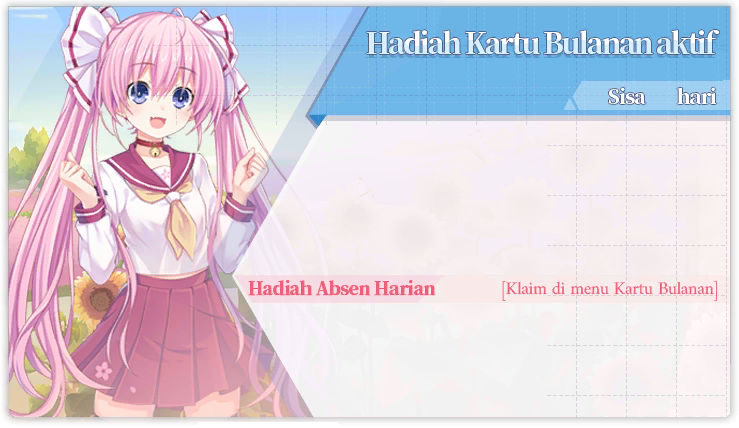 Hadiah Kartu Bulanan aktif
Sisa hari
Hadiah Absen Harian [Klaim di menu Kartu Bulanan]